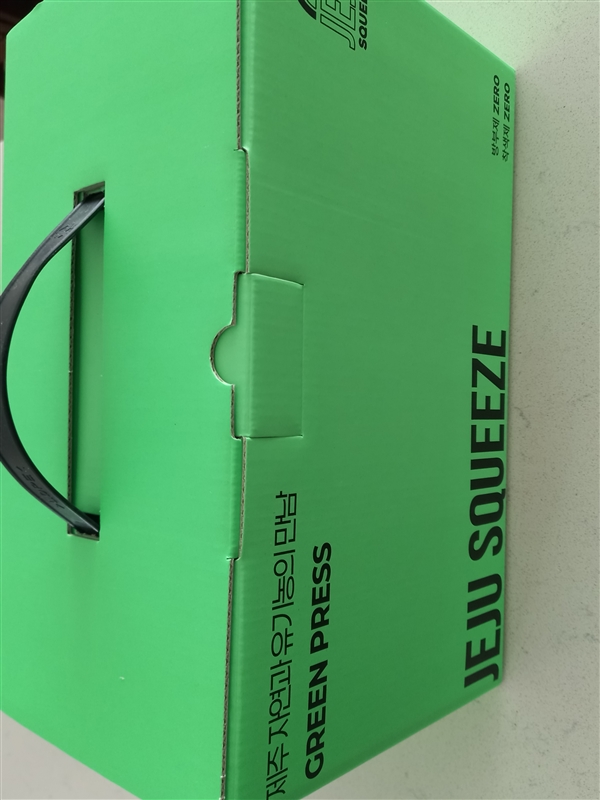 제주 자연과 유기농의 만남
GREEN PRESS
JEJU SQUEEZE
방부제 ZERO
착색제 ZERO